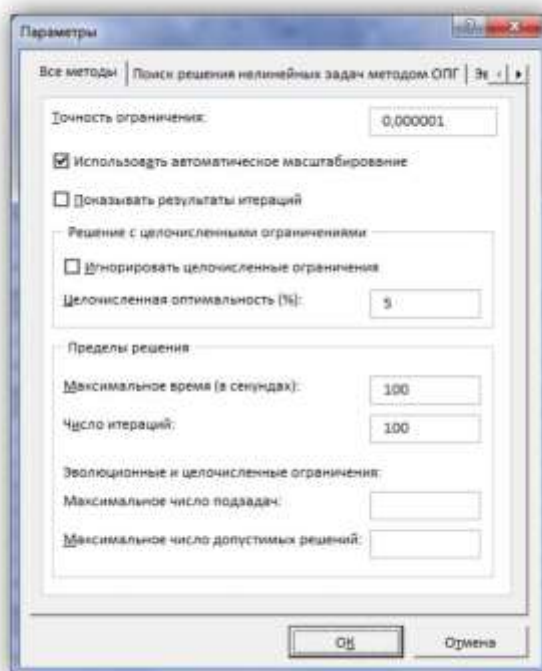 Параметры
Все методы Поиск решения нелинейных задач методом ОПГ Эв
Точность ограничения: 0,000001
Использовать автоматическое масштабирование
Показывать результаты итераций
Решение с целочисленными ограничениями
Игнорировать целочисленные ограничения
Целочисленная оптимальность (%): 5
Пределы решения
Максимальное время (в секундах): 100
Число итераций: 100
Эволюционные и целочисленные ограничения:
Максимальное число подзадач:
Максимальное число допустимых решений:
ОК Отмена